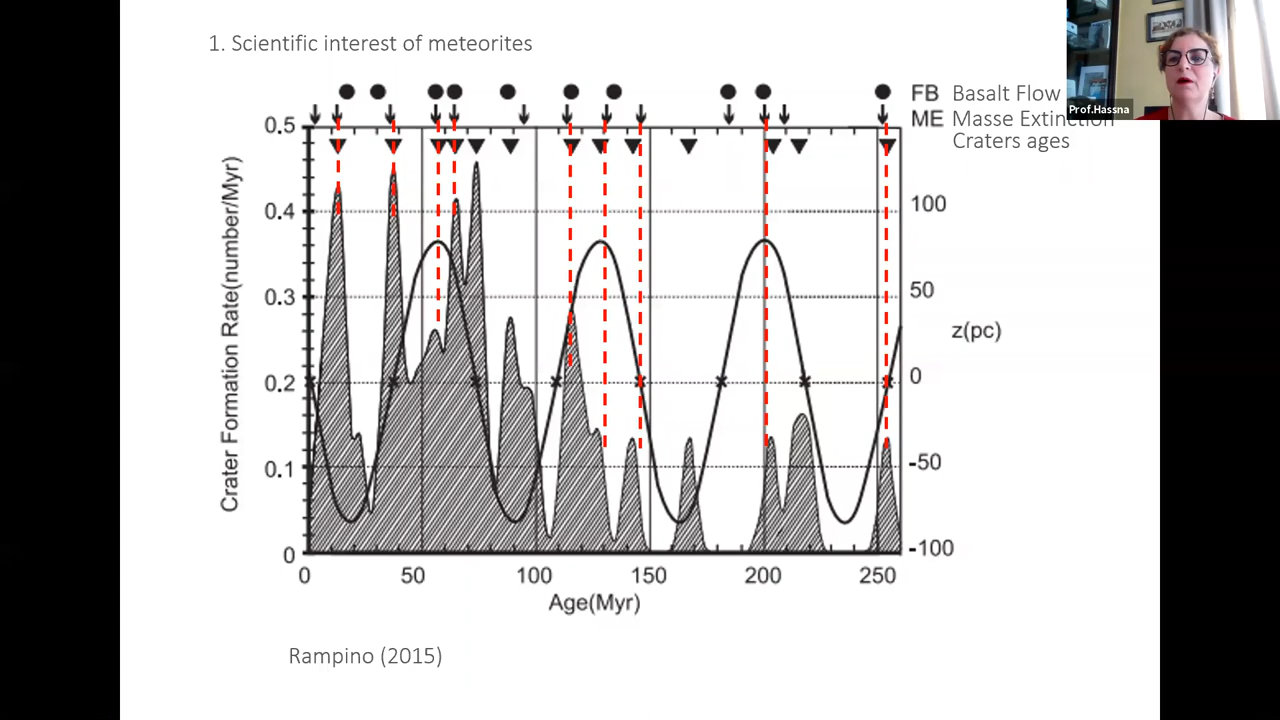 1. Scientific interest of meteorites
FB Basalt Flow
Prof.Hassna
ME Masse Extinction
Craters ages
0.5
0.4
0.3
0.2
0.1
0
Crater Formation Rate(number/Myr)
100
50
0
-50
-100
z(pc)
0 50 100 150 200 250
Age(Myr)
Rampino (2015)